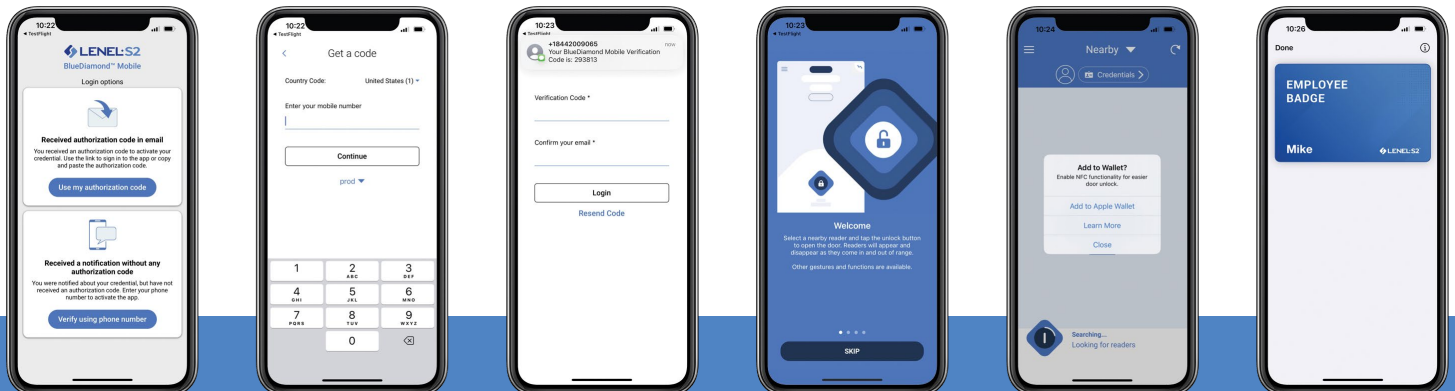 10:22
◀ TestFlight
LENEL·S2
BlueDiamond™ Mobile
Login options
Received authorization code in email
You received an authorization code to activate your
credential. Use the link to sign in to the app or copy
and paste the authorization code.
Use my authorization code
Received a notification without any
authorization code
You were notified about your credential, but have not
received an authorization code. Enter your phone
number to activate the app.
Verify using phone number
10:22
◀ TestFlight
Get a code
Country Code:
United States (1)
Enter your mobile number
Continue
prod
1
2
ABC
3
DEF
4
GHI
5
JKL
6
MNO
7
PQRS
8
TUV
9
WXYZ
0
10:23
◀ TestFlight
+18442009065
now
Your BlueDiamond Mobile Verification
Code is: 293813
Verification Code *
Confirm your email *
Login
Resend Code
10:23
◀ TestFlight
Welcome
Select a nearby reader and tap the unlock button
to open the door. Readers will appear and
disappear as they come in and out of range.
Other gestures and functions are available.
SKIP
10:24
Nearby
Credentials
Add to Wallet?
Enable NFC functionality for easier
door unlock.
Add to Apple Wallet
Learn More
Close
Searching...
Looking for readers
10:26
Done
EMPLOYEE
BADGE
Mike
LENEL·S2